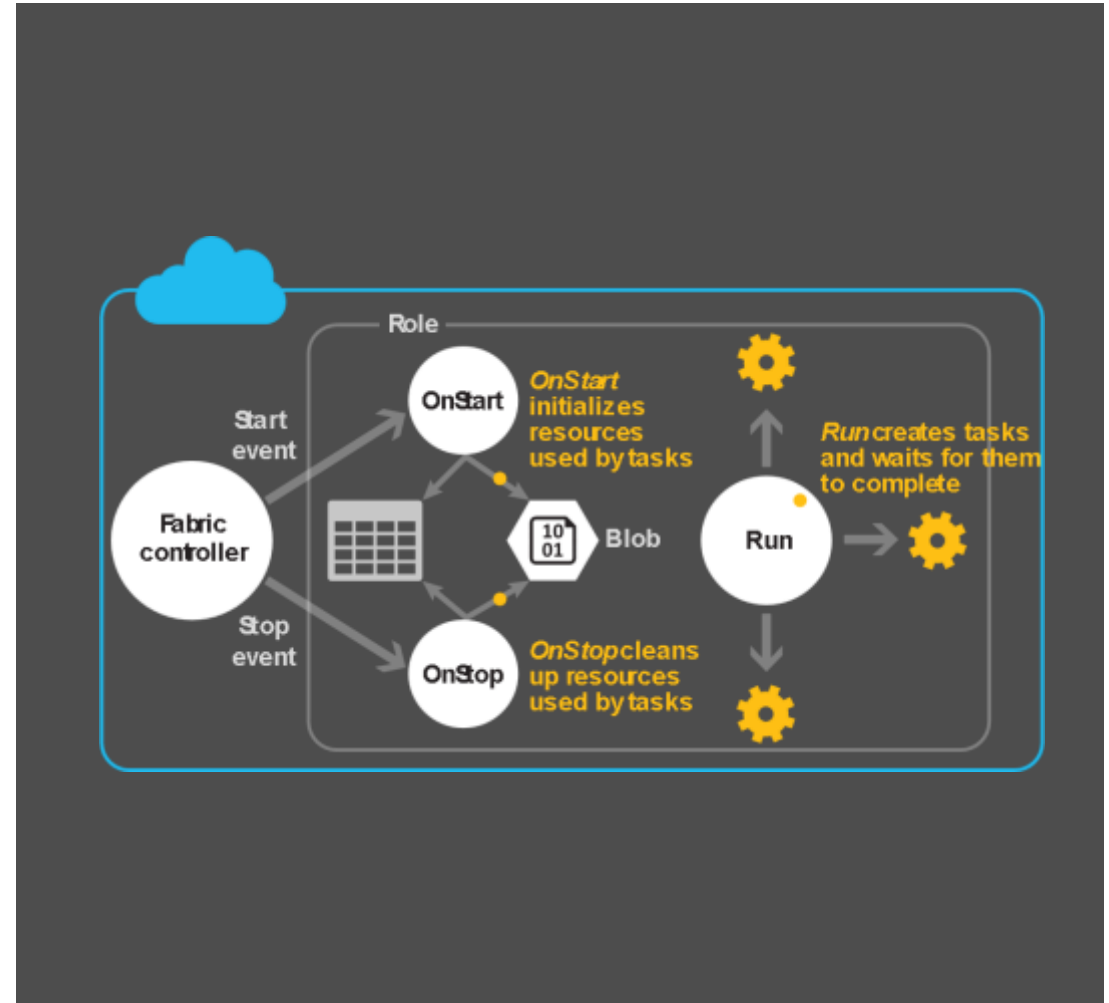 Role
OnStart
OnStart
initializes
resources
used by tasks
Start
event
Run creates tasks
and waits for them
to complete
Fabric
controller
10
01
Blob
Run
Stop
event
OnStop
OnStop cleans
up resources
used by tasks